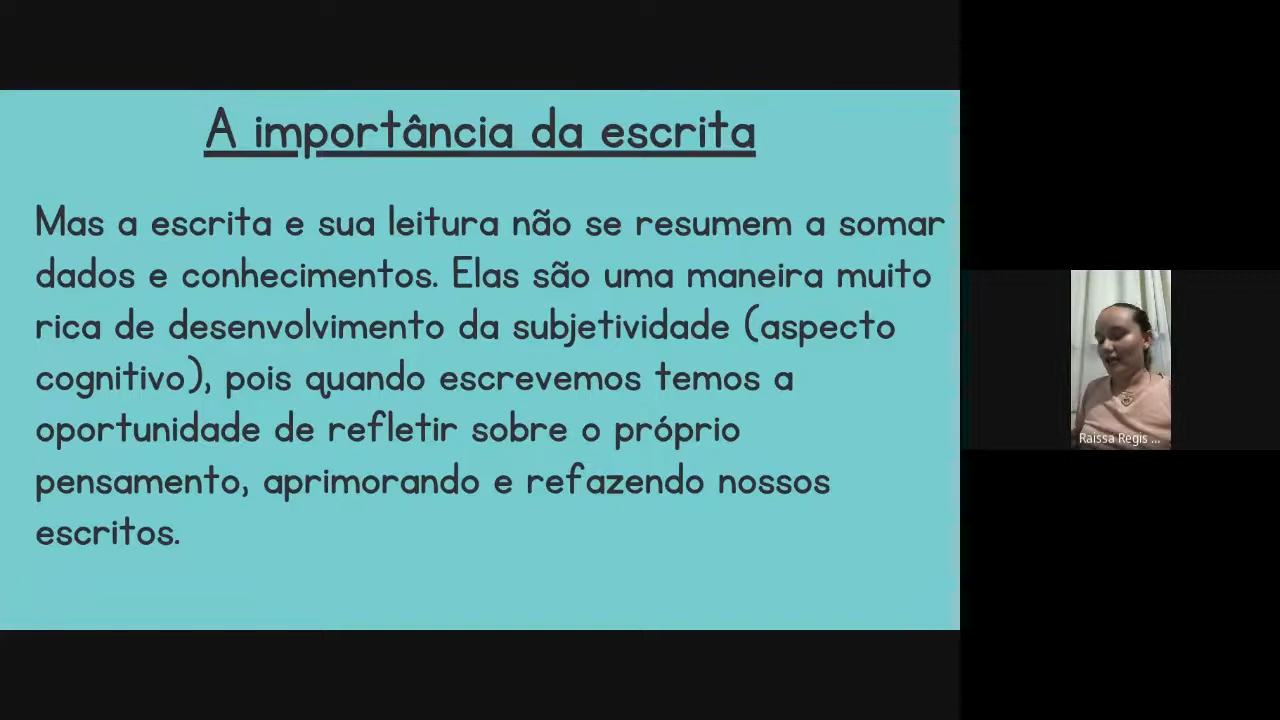 A importância da escrita
Mas a escrita e sua leitura não se resumem a somar
dados e conhecimentos. Elas são uma maneira muito
rica de desenvolvimento da subjetividade (aspecto
cognitivo), pois quando escrevemos temos a
oportunidade de refletir sobre o próprio
pensamento, aprimorando e refazendo nossos
escritos.
Raissa Regis ...